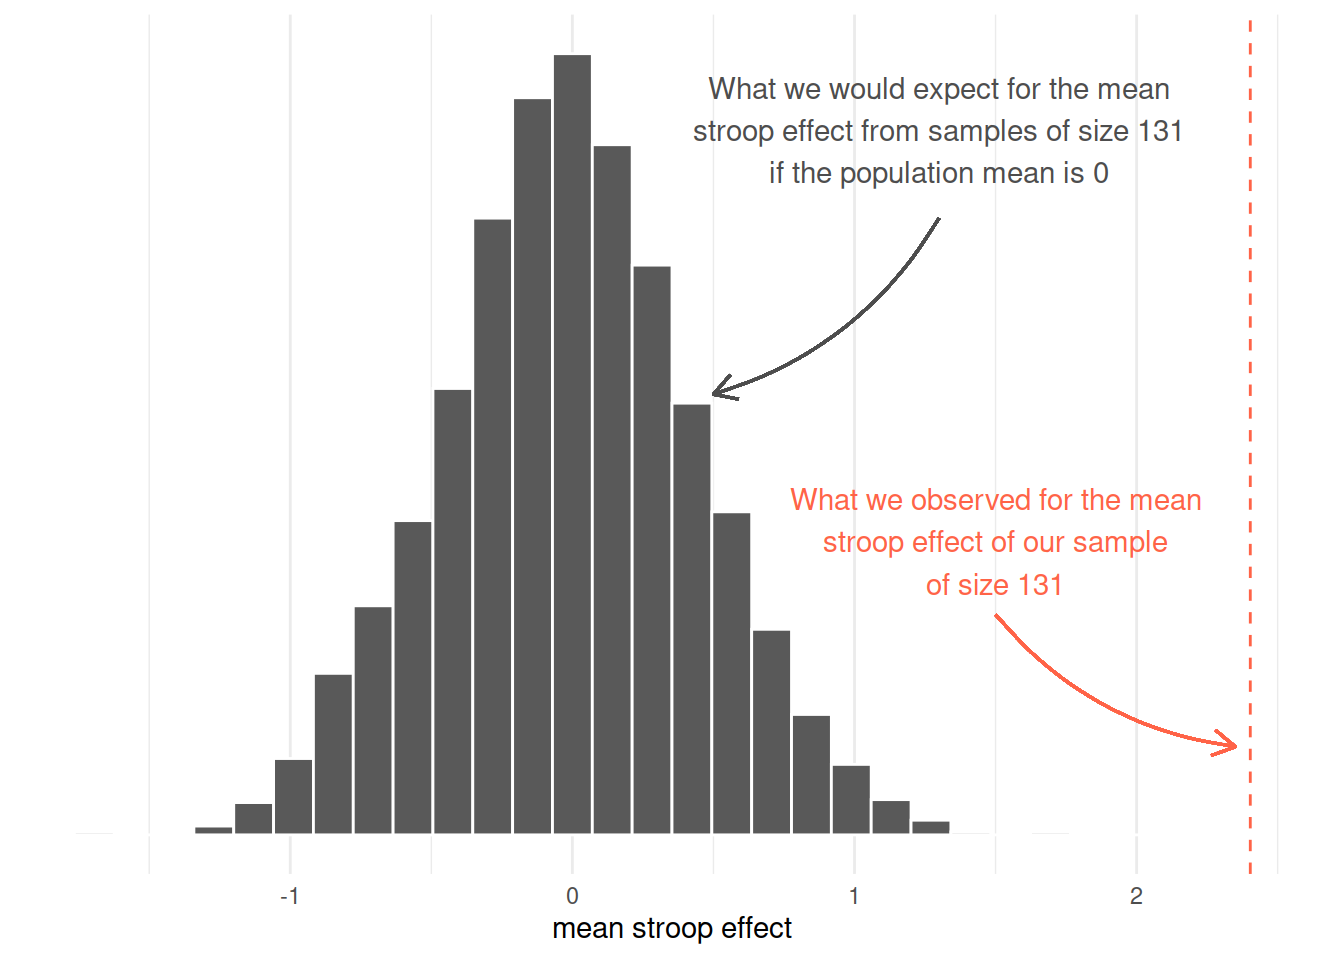 What we would expect for the mean
stroop effect from samples of size 131
if the population mean is 0
What we observed for the mean
stroop effect of our sample
of size 131
-1 0 1 2
mean stroop effect